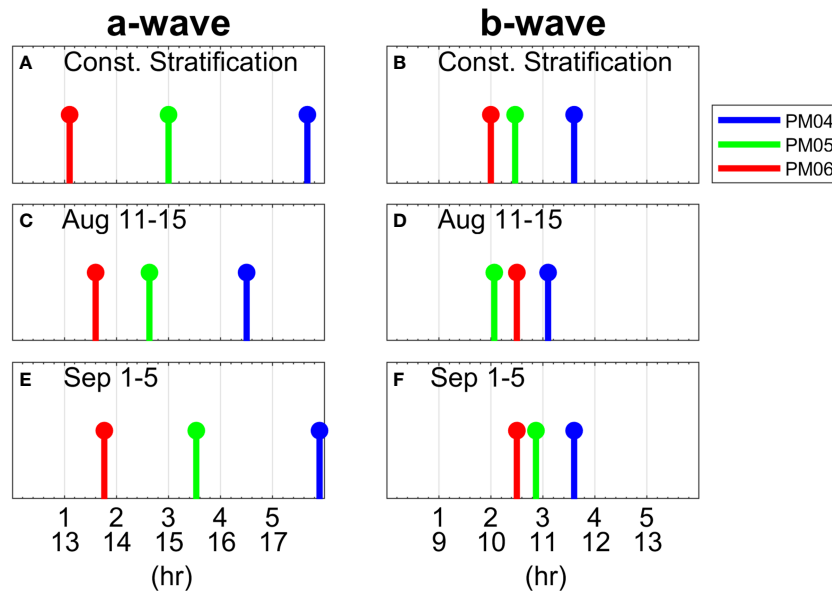 a-wave
b-wave
A Const. Stratification
B Const. Stratification
PM04
PM05
PM06
C Aug 11-15
D Aug 11-15
E Sep 1-5
F Sep 1-5
1 2 3 4 5
13 14 15 16 17
(hr)
1 2 3 4 5
9 10 11 12 13
(hr)